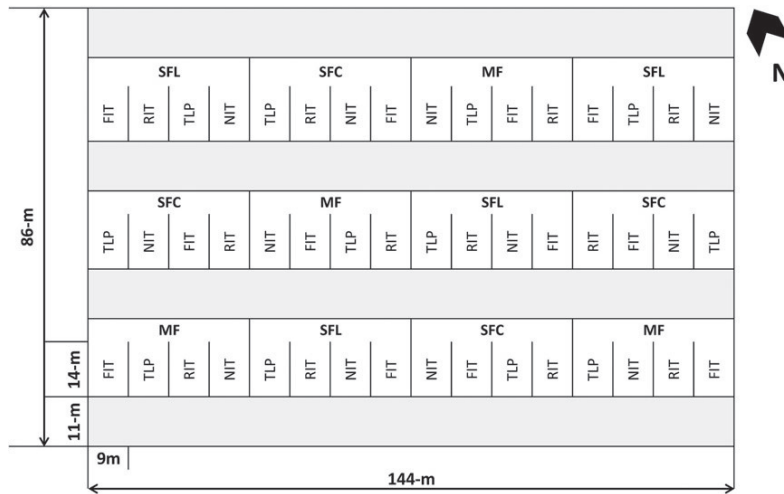 N
SFL SFC MF SFL
FIT RIT TLP NIT TLP RIT NIT FIT NIT TLP FIT RIT FIT TLP RIT NIT
86-m
SFC MF SFL SFC
TLP NIT FIT RIT NIT FIT TLP RIT TLP RIT NIT FIT RIT FIT NIT TLP
MF SFL SFC MF
14-m
FIT TLP RIT NIT TLP RIT NIT FIT NIT FIT TLP RIT TLP NIT RIT FIT
11-m
9m
144-m